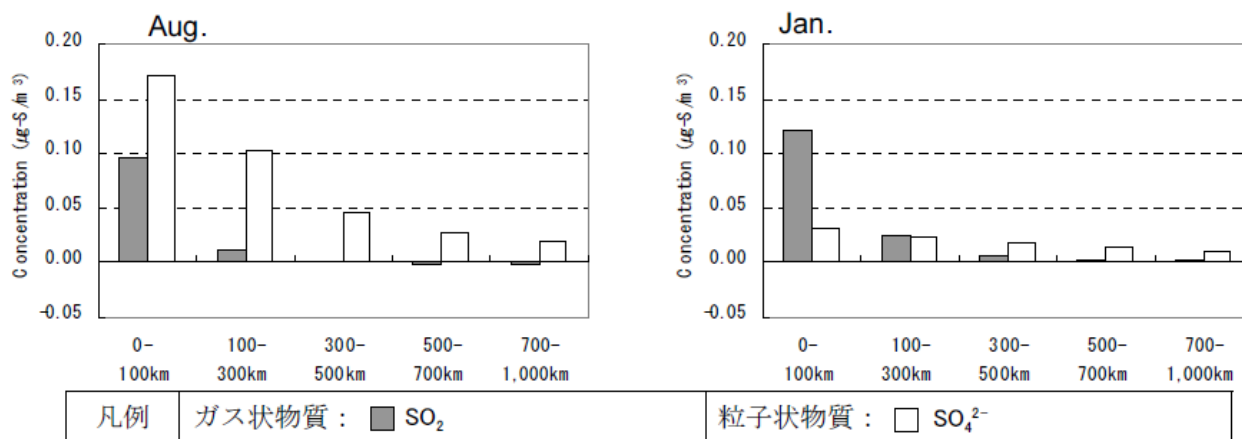 Aug.
Concentration (μg-S/m³)
0.20
0.15
0.10
0.05
0.00
-0.05
0-
100km
100-
300km
300-
500km
500-
700km
700-
1,000km
Jan.
Concentration (μg-S/m³)
0.20
0.15
0.10
0.05
0.00
-0.05
0-
100km
100-
300km
300-
500km
500-
700km
700-
1,000km
凡例 ガス状物質： SO₂ 粒子状物質： SO₄²⁻